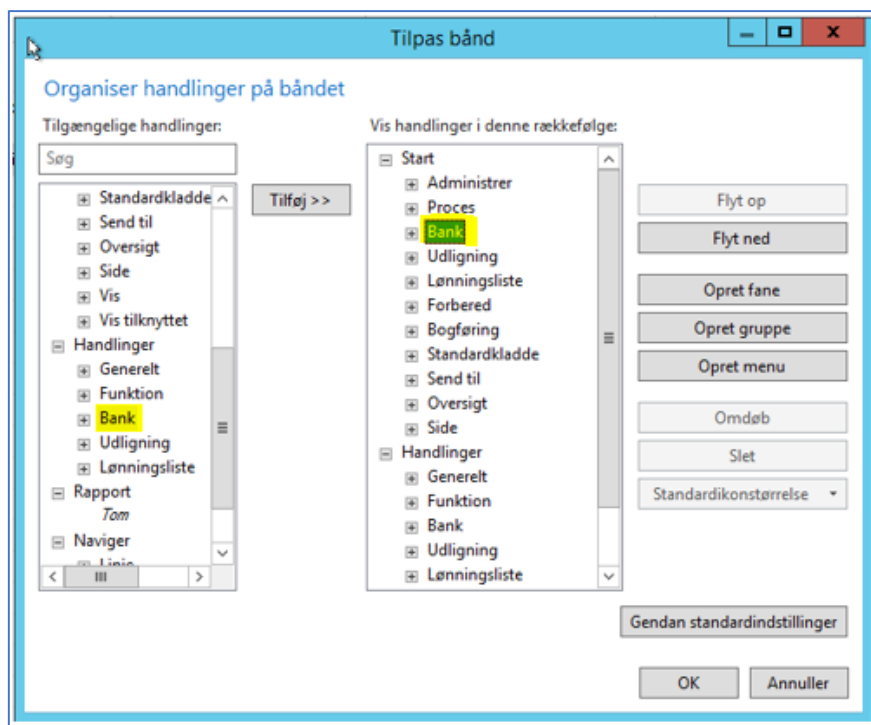 Tilpas bånd
Organiser handlinger på båndet
Tilgængelige handlinger:
Søg
Standardkladde
Send til
Oversigt
Side
Vis
Vis tilknyttet
Handlinger
Generelt
Funktion
Bank
Udligning
Lønningsliste
Rapport
Tom
Naviger
Linie
Tilføj >>
Vis handlinger i denne rækkefølge:
Start
Administrer
Proces
Bank
Udligning
Lønningsliste
Forbered
Bogføring
Standardkladde
Send til
Oversigt
Side
Handlinger
Generelt
Funktion
Bank
Udligning
Lønningsliste
Flyt op
Flyt ned
Opret fane
Opret gruppe
Opret menu
Omdøb
Slet
Standardikonstørrelse
Gendan standardindstillinger
OK
Annuller